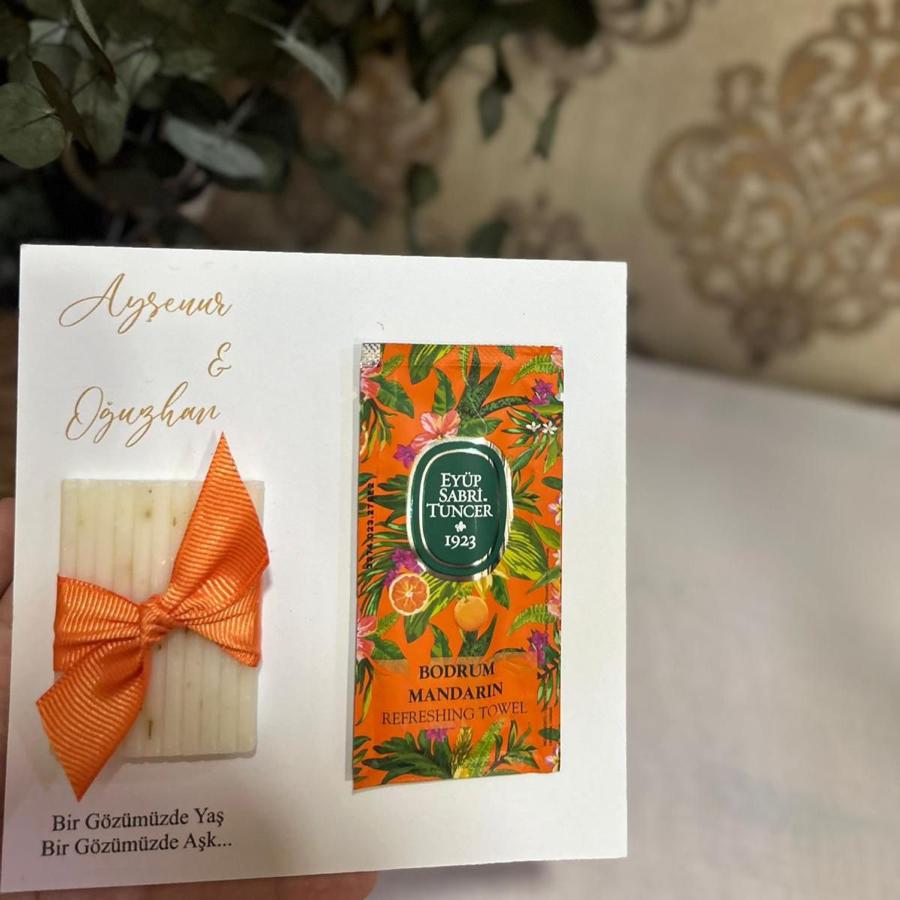 Ayşenur
&
Oğuzhan
EYÜP
SABRİ
TUNCER
1923
BODRUM
MANDARIN
REFRESHING TOWEL
Bir Gözümüzde Yaş
Bir Gözümüzde Aşk...